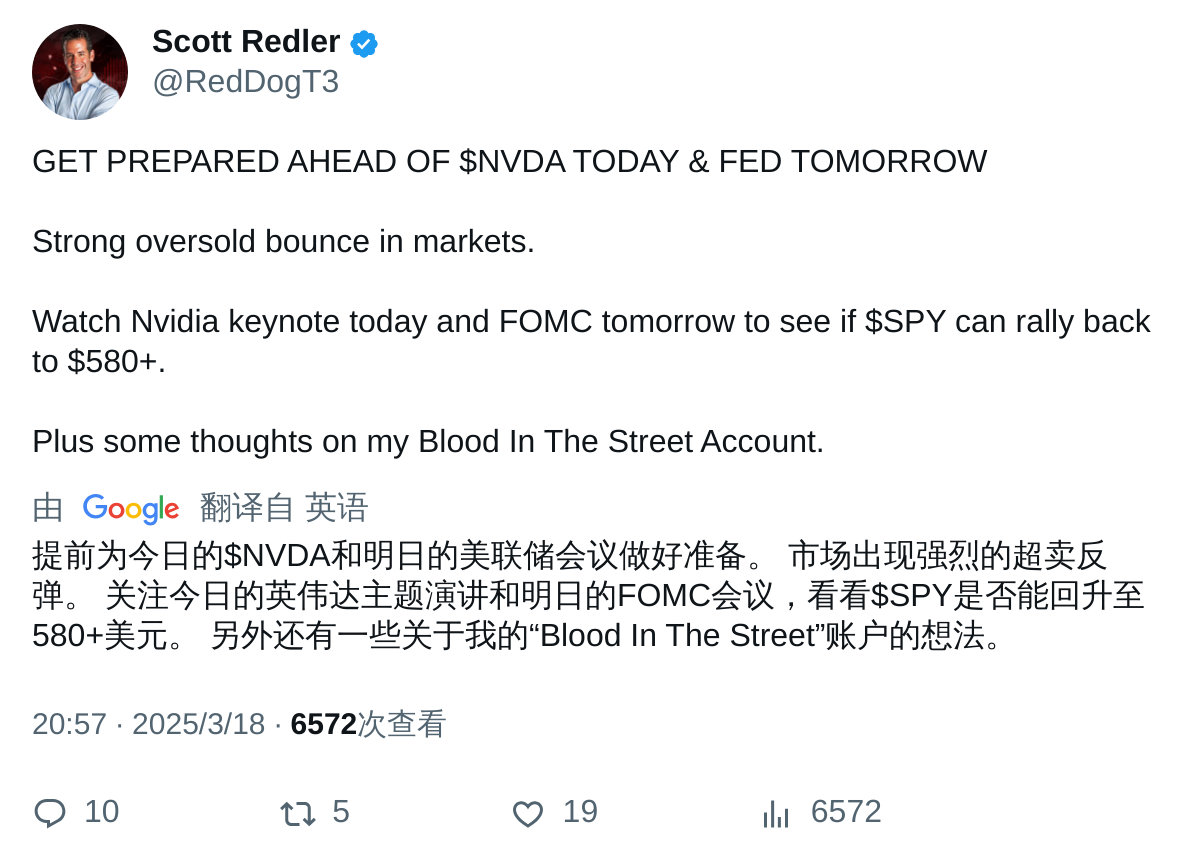 Scott Redler
@RedDogT3
GET PREPARED AHEAD OF $NVDA TODAY & FED TOMORROW
Strong oversold bounce in markets.
Watch Nvidia keynote today and FOMC tomorrow to see if $SPY can rally back
to $580+.
Plus some thoughts on my Blood In The Street Account.
由 Google 翻译自 英语
提前为今日的$NVDA和明日的美联储会议做好准备。 市场出现强烈的超卖反
弹。 关注今日的英伟达主题演讲和明日的FOMC会议，看看$SPY是否能回升至
580+美元。 另外还有一些关于我的“Blood In The Street”账户的想法。
20:57 · 2025/3/18 · 6572次查看
10 5 19 6572